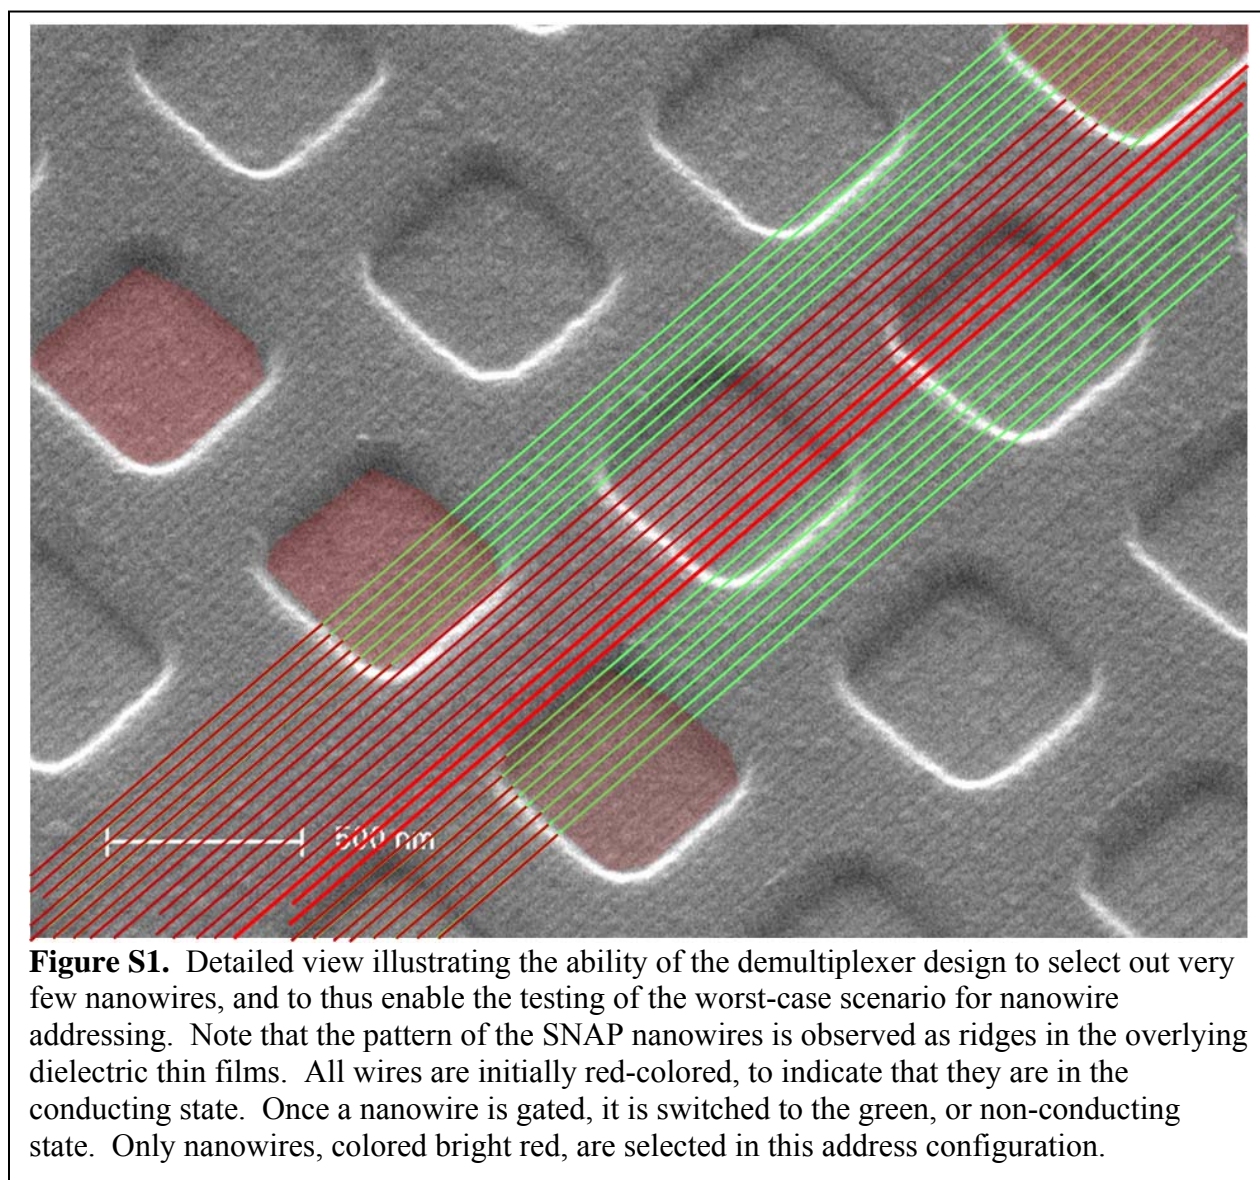 500 nm
Figure S1. Detailed view illustrating the ability of the demultiplexer design to select out very
few nanowires, and to thus enable the testing of the worst-case scenario for nanowire
addressing. Note that the pattern of the SNAP nanowires is observed as ridges in the overlying
dielectric thin films. All wires are initially red-colored, to indicate that they are in the
conducting state. Once a nanowire is gated, it is switched to the green, or non-conducting
state. Only nanowires, colored bright red, are selected in this address configuration.